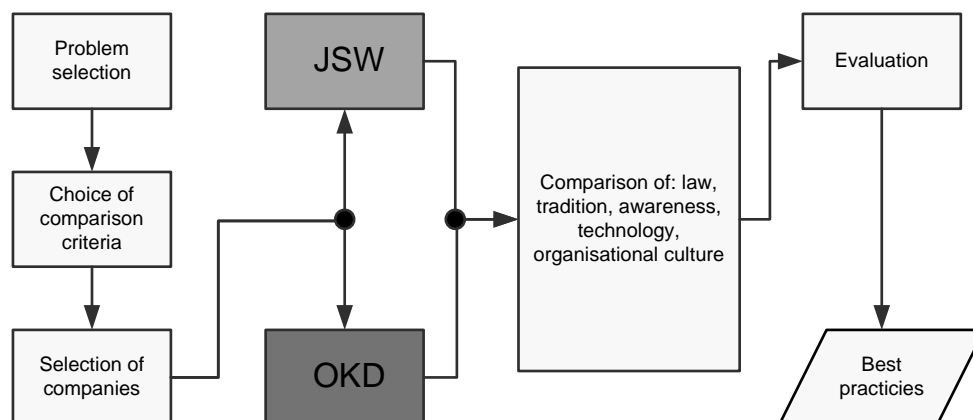 Problem
selection
Choice of
comparison
criteria
Selection of
companies
JSW
OKD
Comparison of: law,
tradition, awareness,
technology,
organisational culture
Evaluation
Best
practicies